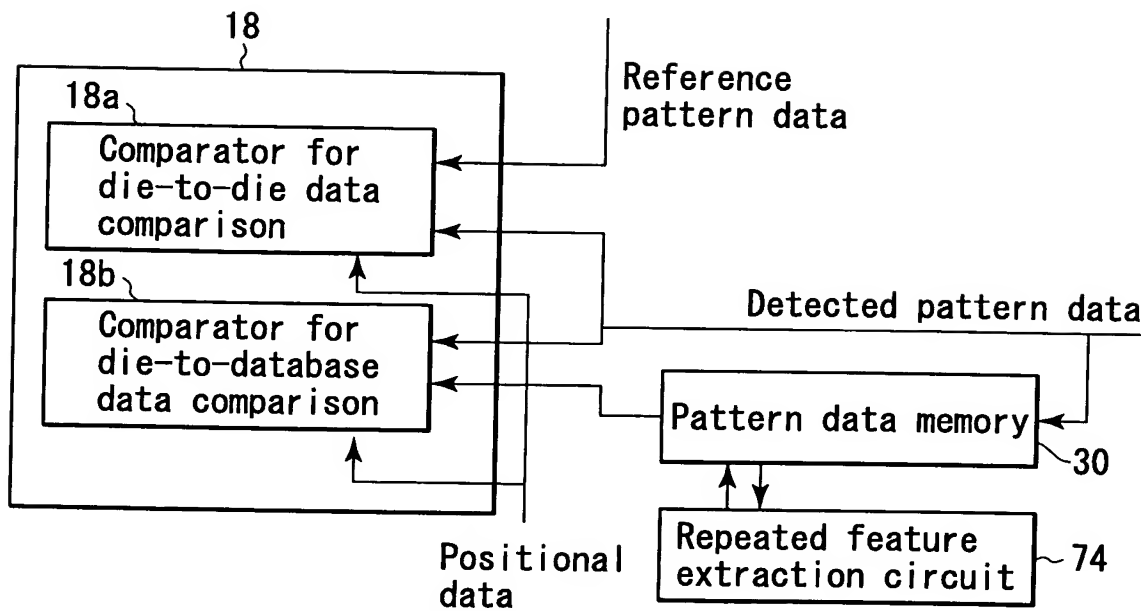 18
Reference
pattern data
18a
Comparator for
die-to-die data
comparison
18b
Comparator for
die-to-database
data comparison
Detected pattern data
Pattern data memory
30
Repeated feature
extraction circuit
74
Positional
data